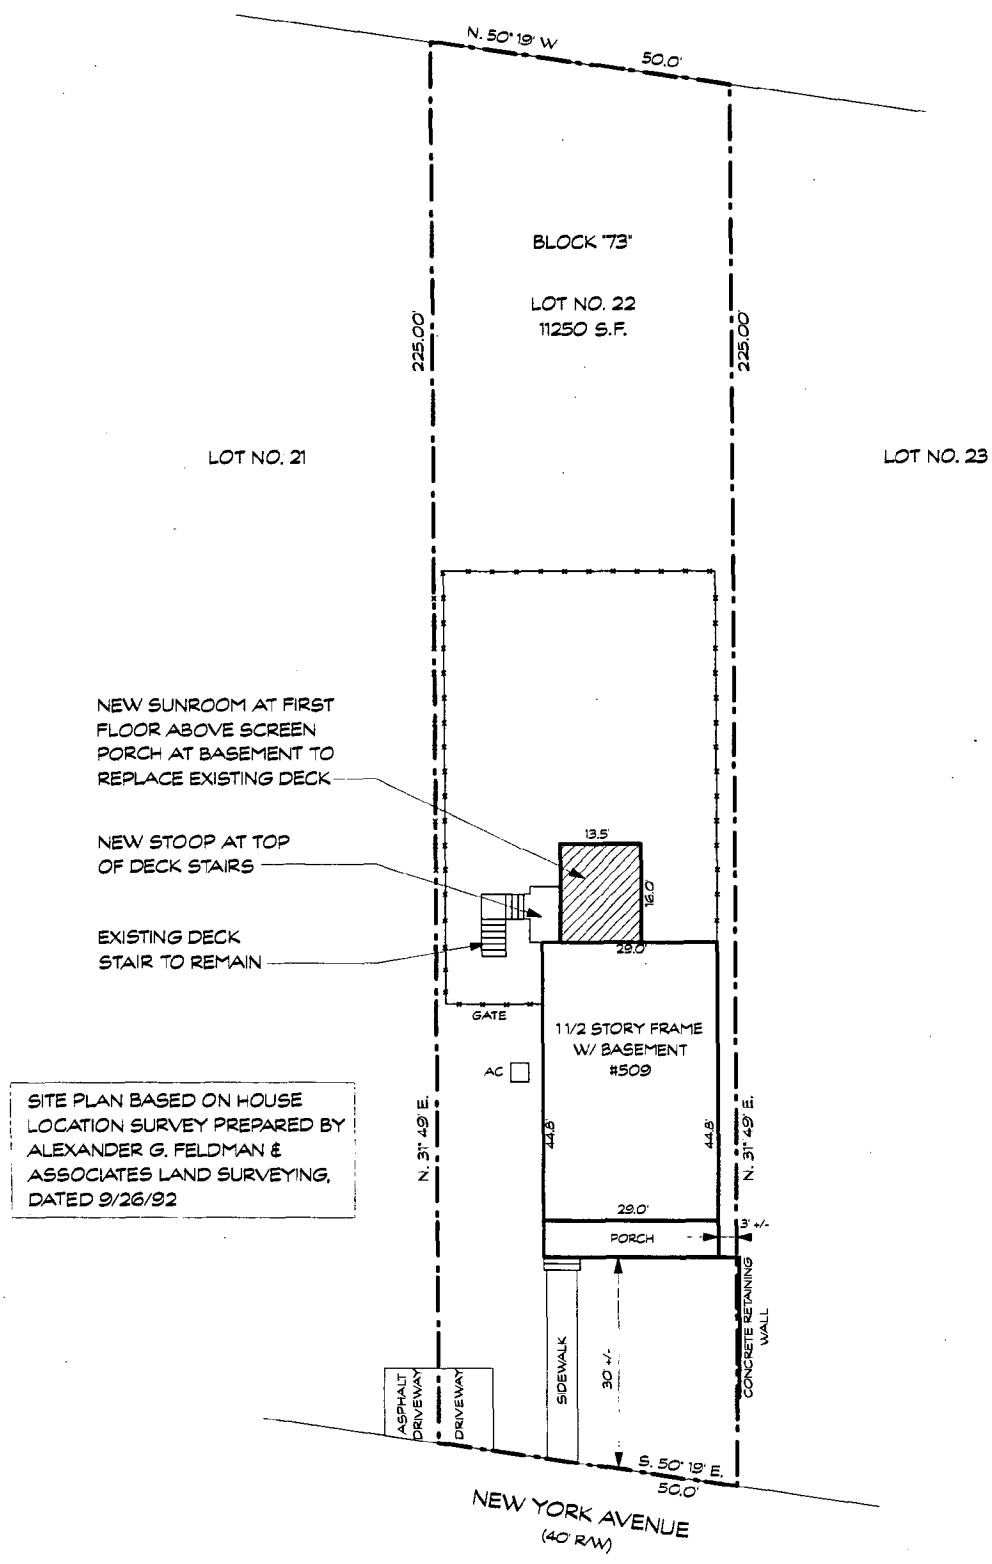 N. 50° 19' W
50.0'
BLOCK "73"
LOT NO. 22
11250 S.F.
225.00'
225.00'
LOT NO. 21
LOT NO. 23
NEW SUNROOM AT FIRST
FLOOR ABOVE SCREEN
PORCH AT BASEMENT TO
REPLACE EXISTING DECK
13.5'
NEW STOOP AT TOP
OF DECK STAIRS
16.0'
EXISTING DECK
STAIR TO REMAIN
29.0'
GATE
1 1/2 STORY FRAME
W/ BASEMENT
#509
AC
SITE PLAN BASED ON HOUSE
LOCATION SURVEY PREPARED BY
ALEXANDER G. FELDMAN &
ASSOCIATES LAND SURVEYING,
DATED 9/26/92
N. 31° 49' E.
44.8'
44.8'
N. 31° 49' E.
29.0'
PORCH
3' +/-
CONCRETE RETAINING
WALL
SIDEWALK
30' +/-
ASPHALT
DRIVEWAY
DRIVEWAY
S. 50° 19' E.
50.0'
NEW YORK AVENUE
(40' R/W)